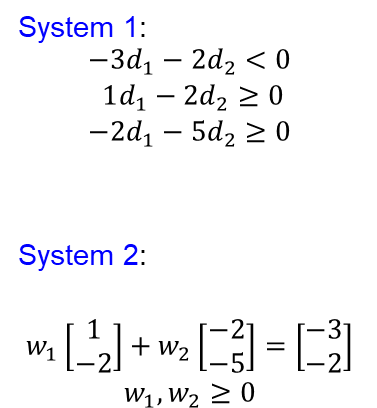 System 1:
−3d₁ − 2d₂ < 0
1d₁ − 2d₂ ≥ 0
−2d₁ − 5d₂ ≥ 0
System 2:
w₁ [1 −2] + w₂ [−2 −5] = [−3 −2]
w₁, w₂ ≥ 0